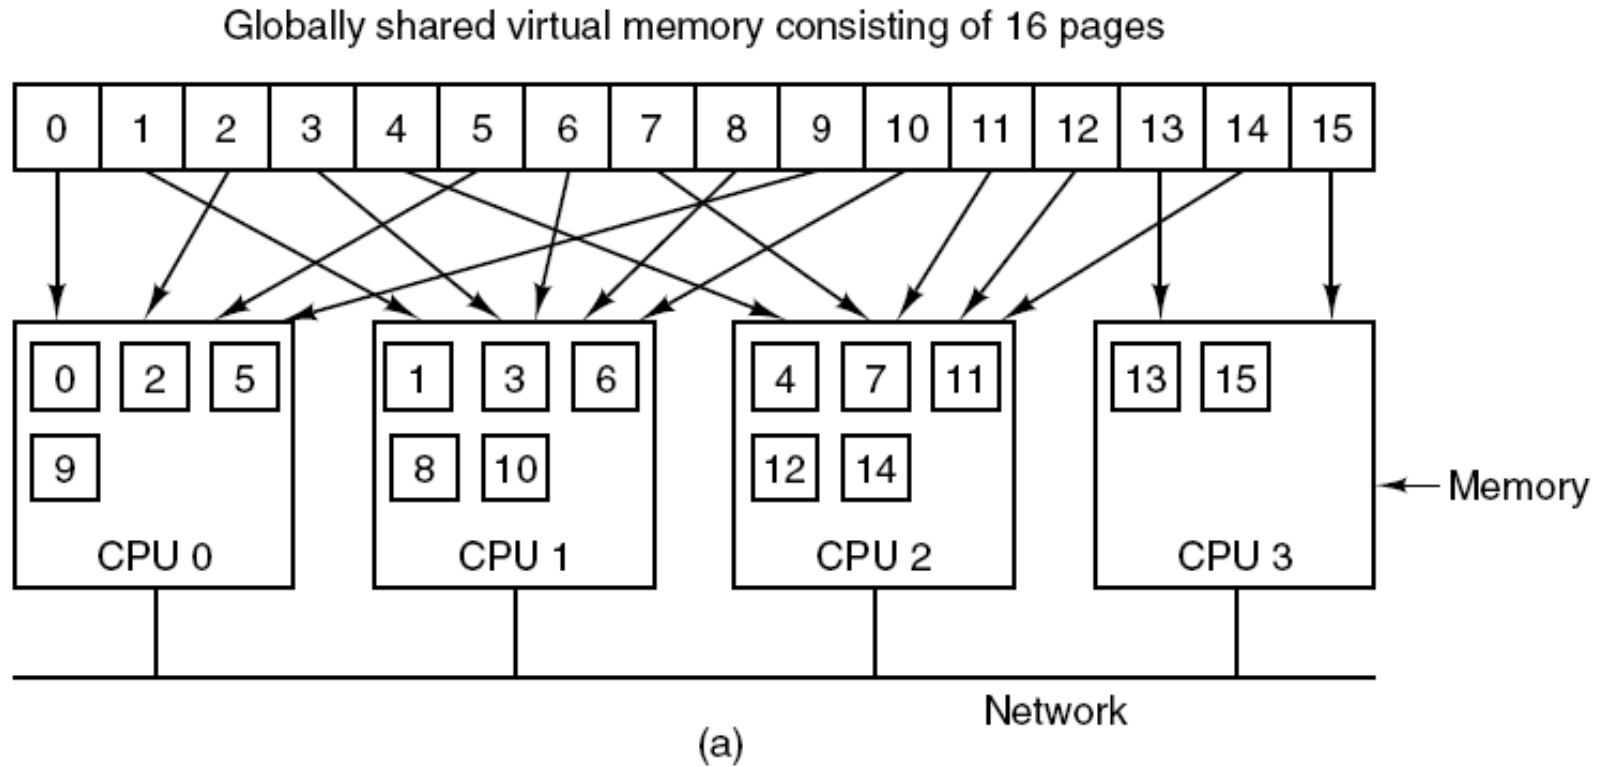 Globally shared virtual memory consisting of 16 pages
0 1 2 3 4 5 6 7 8 9 10 11 12 13 14 15
0 2 5 1 3 6 4 7 11 13 15
9 8 10 12 14
Memory
CPU 0 CPU 1 CPU 2 CPU 3
Network
(a)